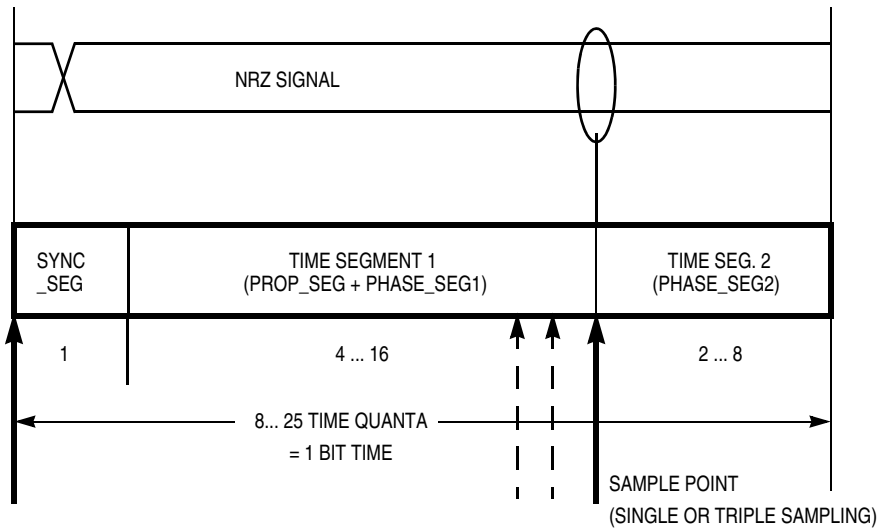 NRZ SIGNAL
SYNC
_SEG
TIME SEGMENT 1
(PROP_SEG + PHASE_SEG1)
TIME SEG. 2
(PHASE_SEG2)
1
4 ... 16
2 ... 8
8... 25 TIME QUANTA
= 1 BIT TIME
SAMPLE POINT
(SINGLE OR TRIPLE SAMPLING)